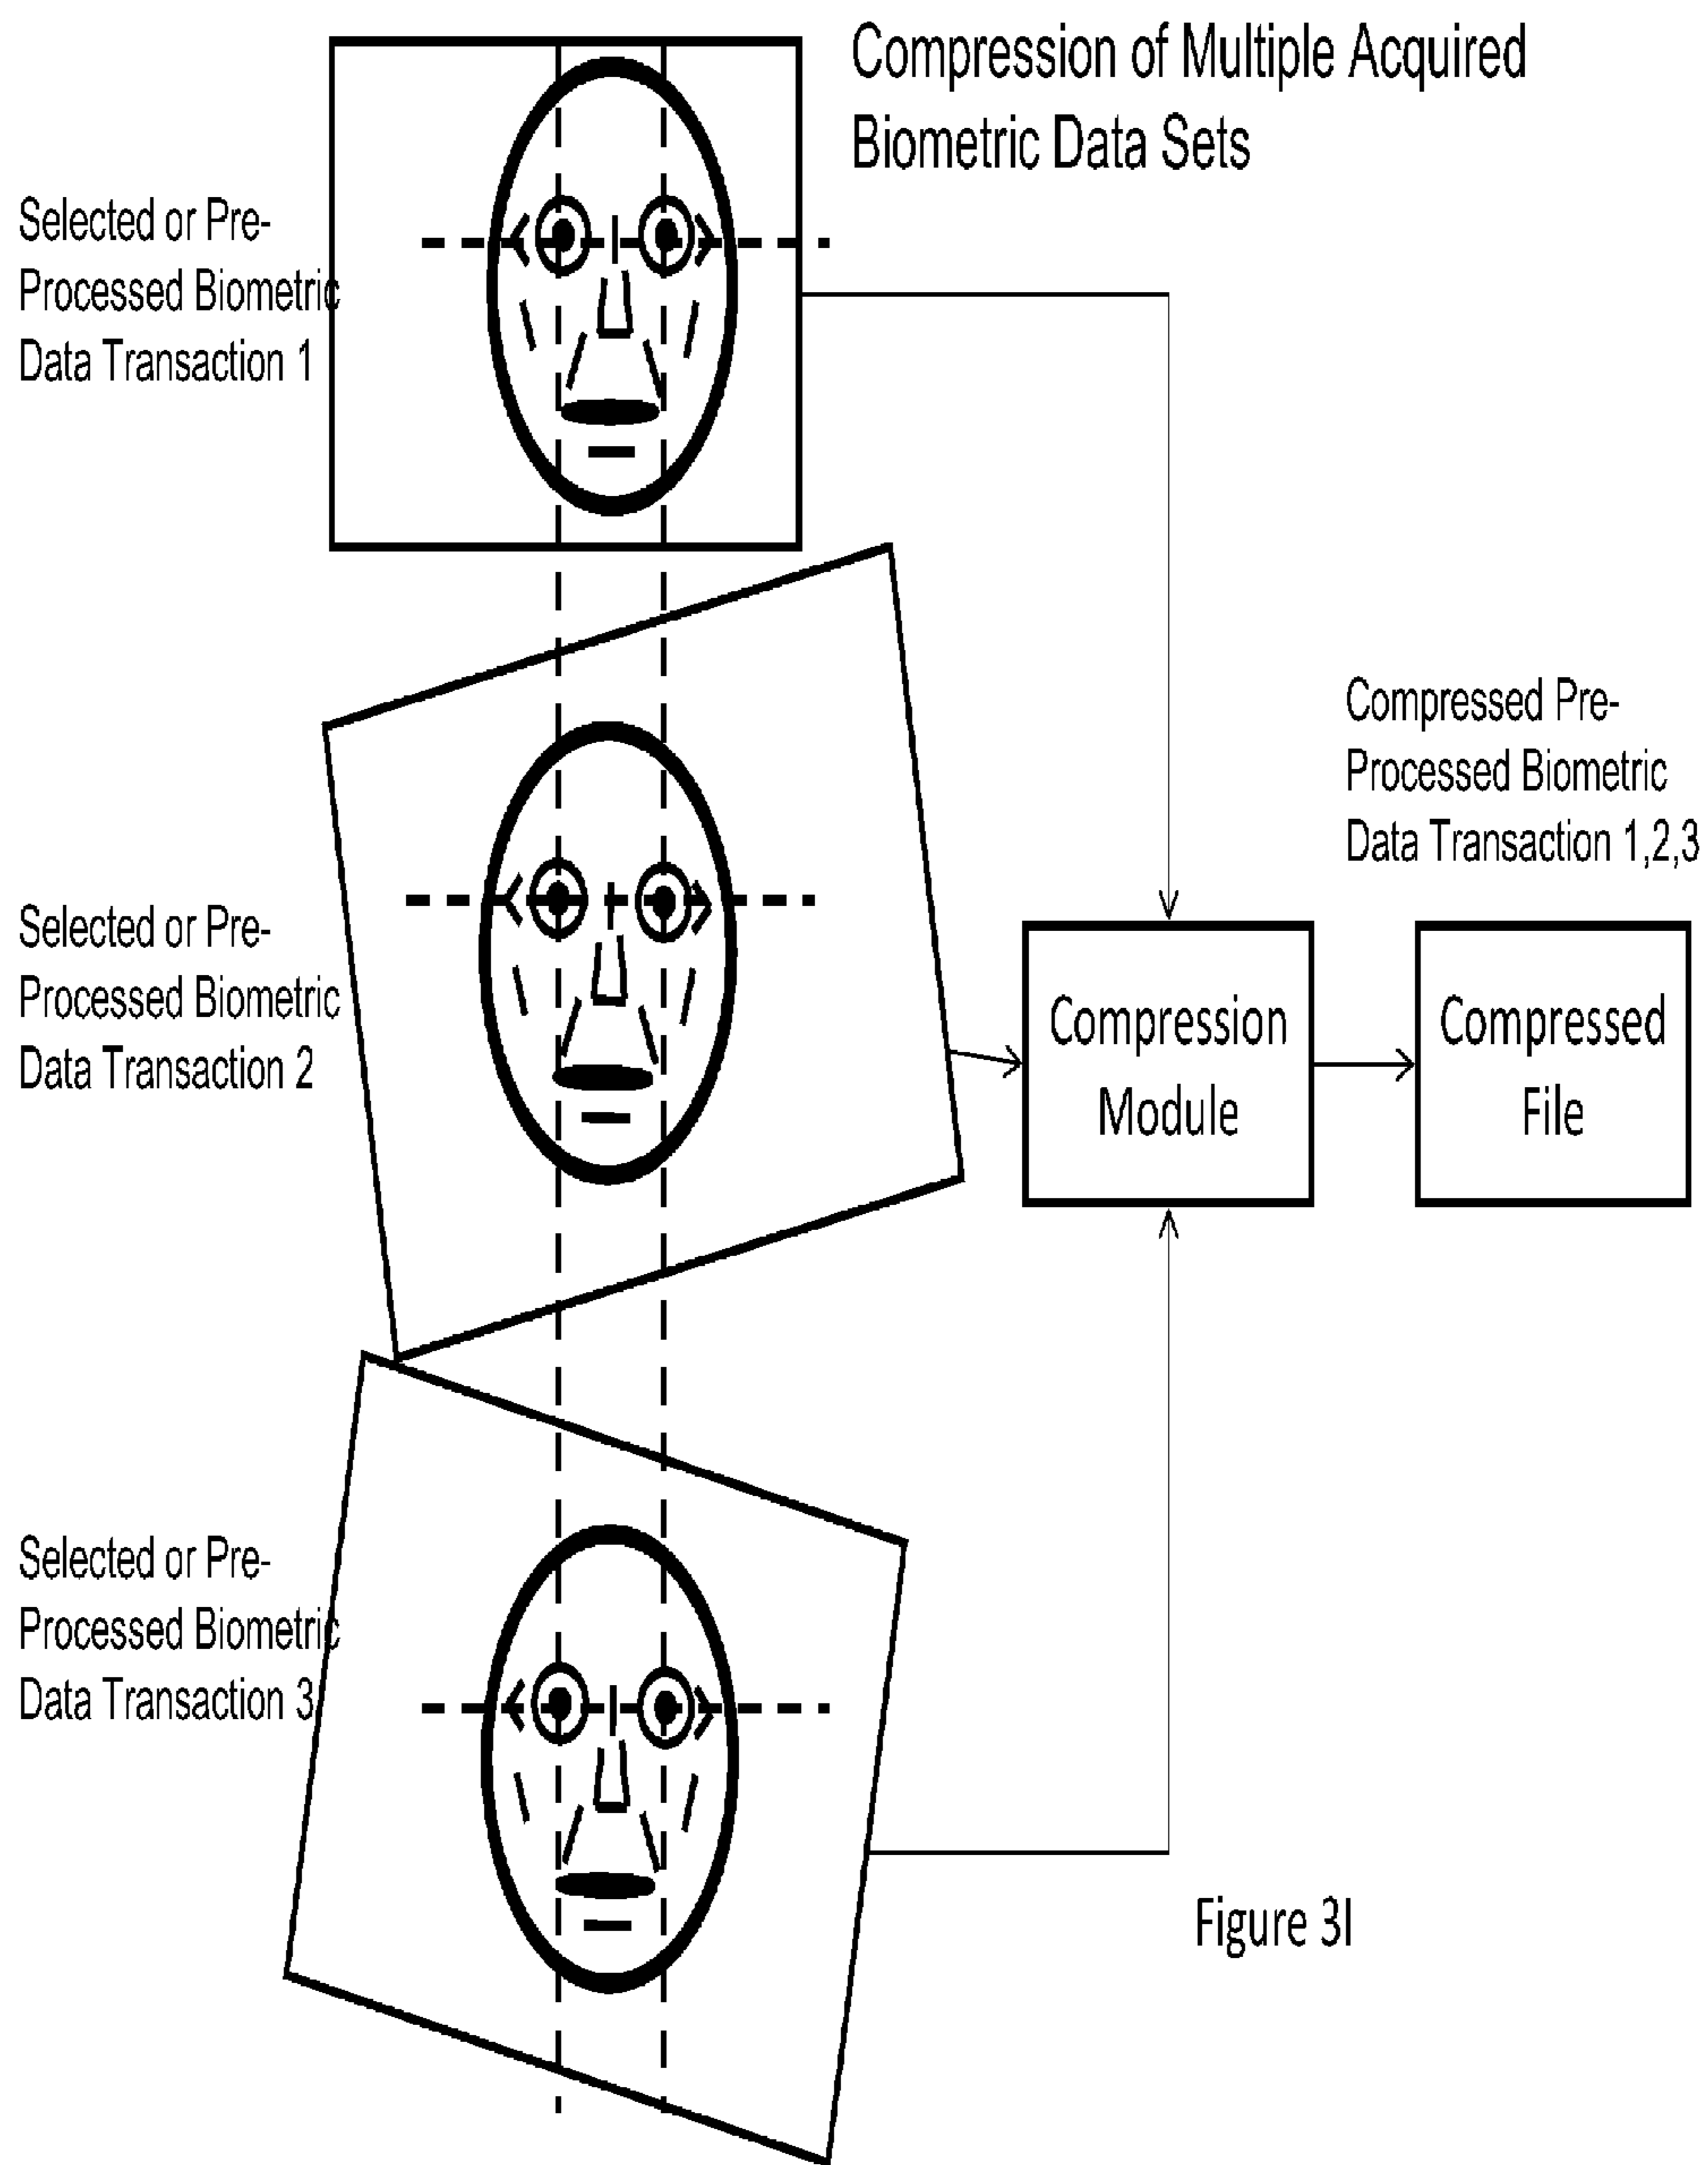 Compression of Multiple Acquired
Biometric Data Sets
Selected or Pre-
Processed Biometric
Data Transaction 1
Compressed Pre-
Processed Biometric
Data Transaction 1,2,3
Selected or Pre-
Processed Biometric
Data Transaction 2
Compression
Module
Compressed
File
Selected or Pre-
Processed Biometric
Data Transaction 3
Figure 3I